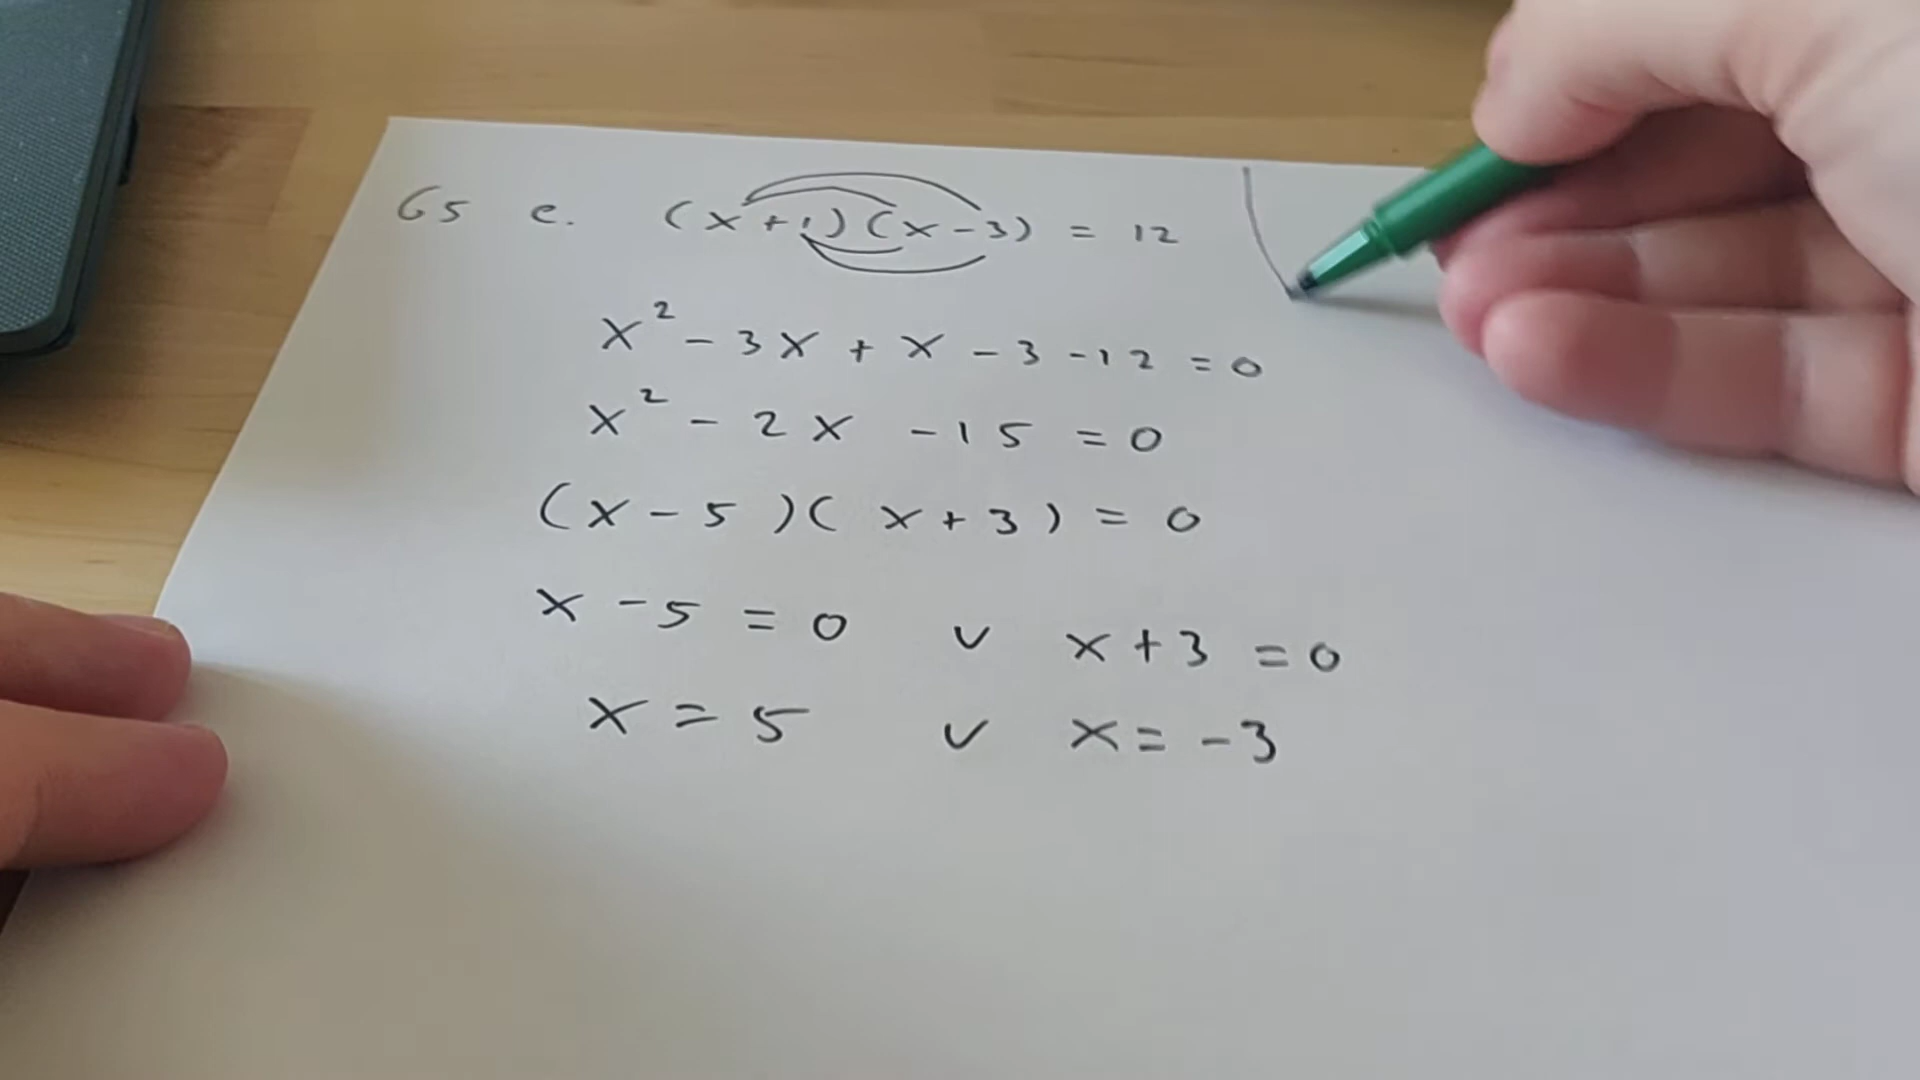 65 e. (x+1)(x-3) = 12
x² - 3x + x - 3 - 12 = 0
x² - 2x - 15 = 0
(x - 5)(x + 3) = 0
x - 5 = 0 v x + 3 = 0
x = 5 v x = -3